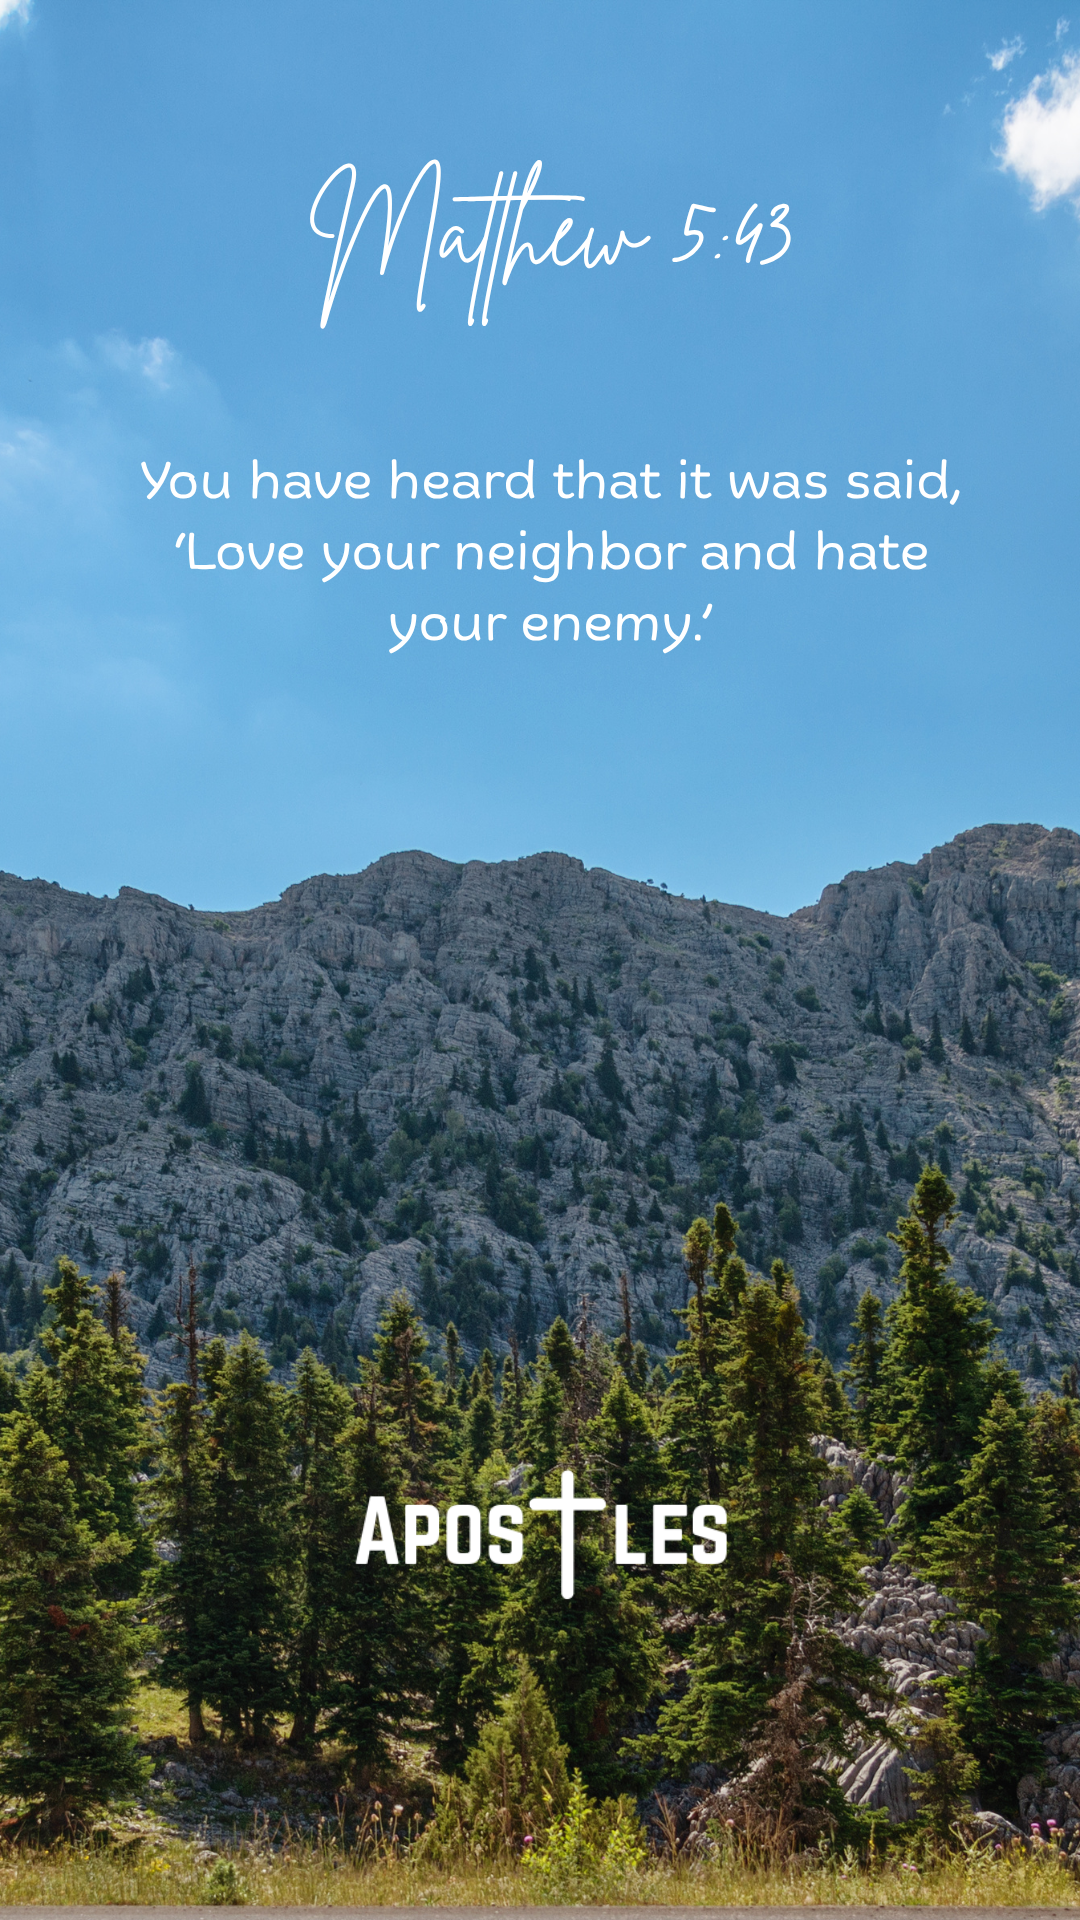 Matthew 5:43
You have heard that it was said,
‘Love your neighbor and hate
your enemy.’
APOSTLES